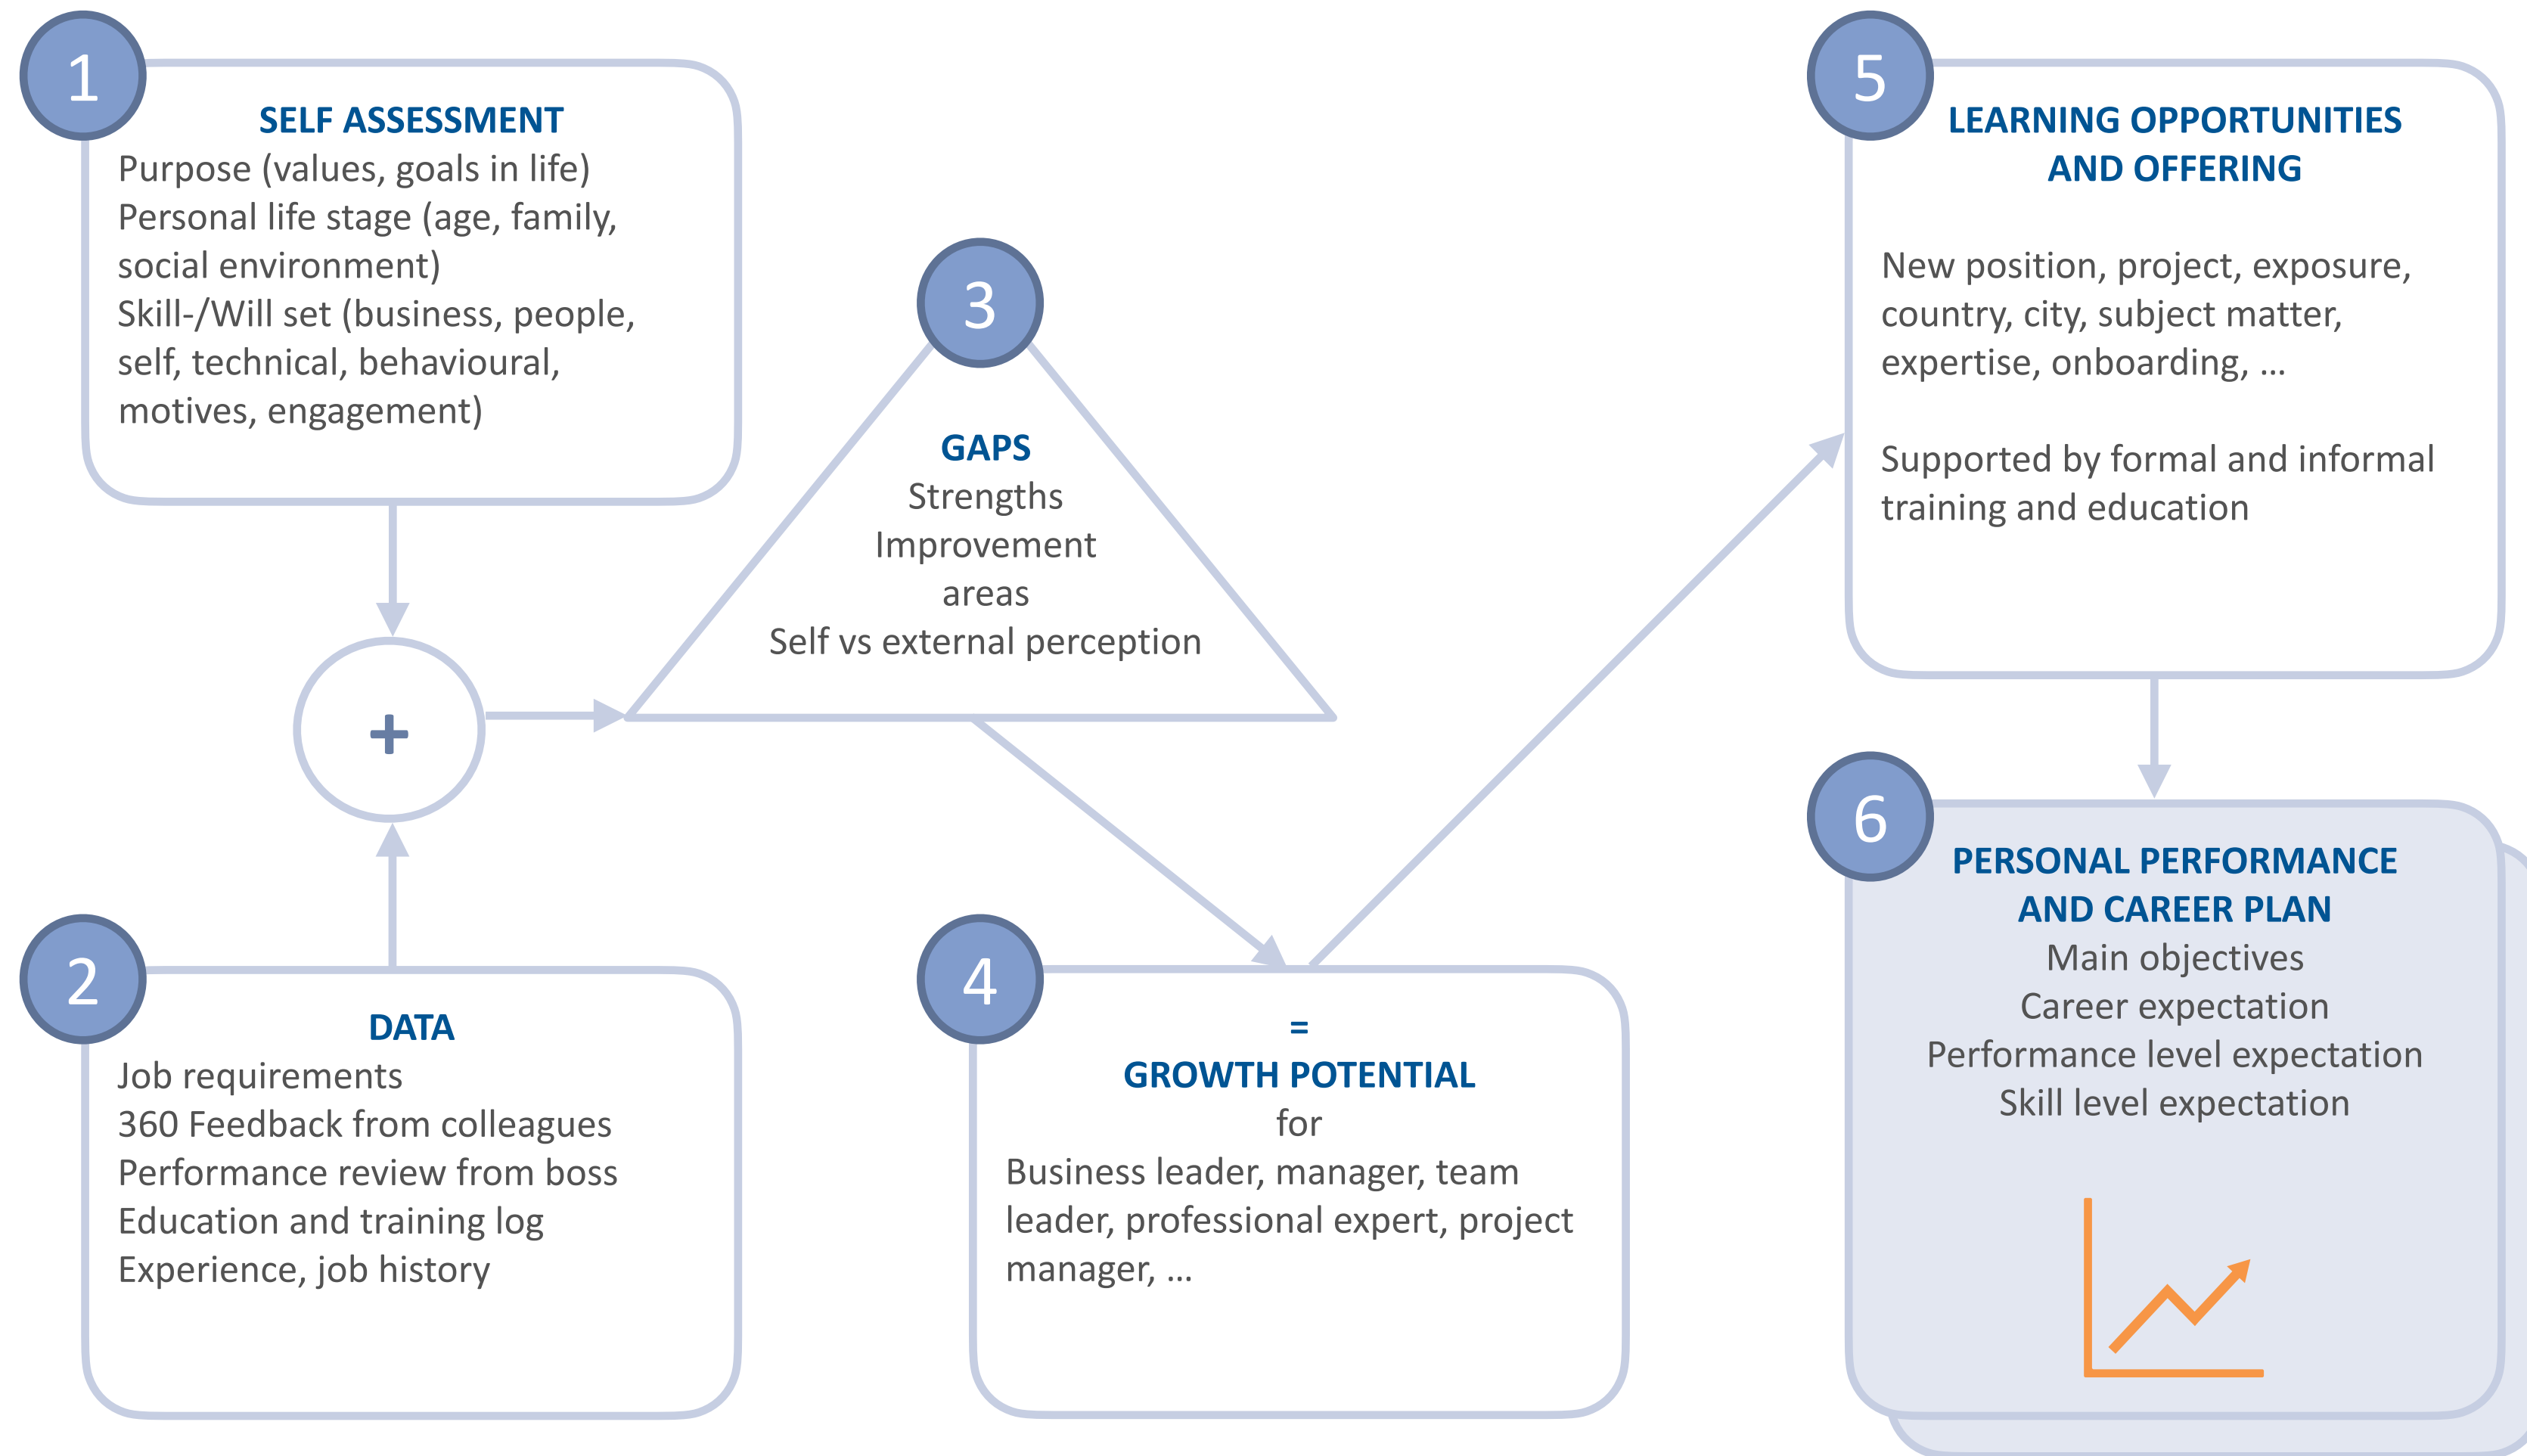 1
SELF ASSESSMENT
Purpose (values, goals in life)
Personal life stage (age, family,
social environment)
Skill-/Will set (business, people,
self, technical, behavioural,
motives, engagement)
+
2
DATA
Job requirements
360 Feedback from colleagues
Performance review from boss
Education and training log
Experience, job history
3
GAPS
Strengths
Improvement
areas
Self vs external perception
4
=
GROWTH POTENTIAL
for
Business leader, manager, team
leader, professional expert, project
manager, ...
5
LEARNING OPPORTUNITIES
AND OFFERING
New position, project, exposure,
country, city, subject matter,
expertise, onboarding, ...
Supported by formal and informal
training and education
6
PERSONAL PERFORMANCE
AND CAREER PLAN
Main objectives
Career expectation
Performance level expectation
Skill level expectation